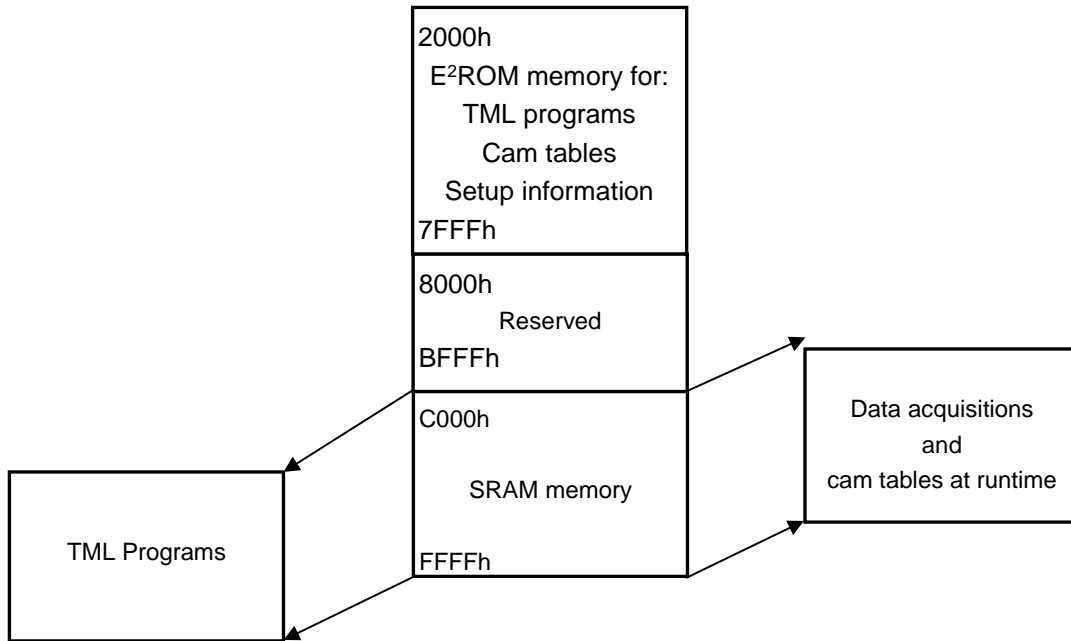 2000h
E²ROM memory for:
TML programs
Cam tables
Setup information
7FFFh
8000h
Reserved
BFFFh
C000h
SRAM memory
FFFFh
Data acquisitions
and
cam tables at runtime
TML Programs